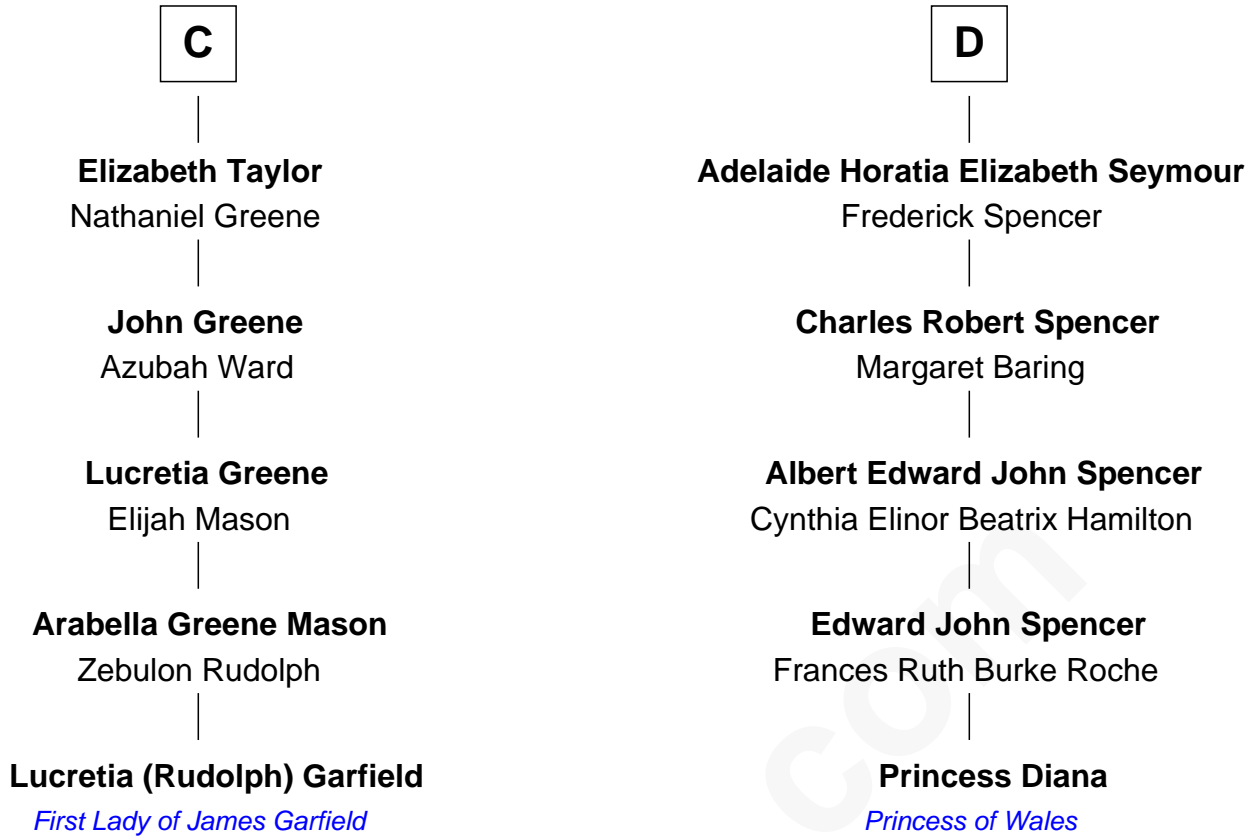 C
Elizabeth Taylor
Nathaniel Greene
John Greene
Azubah Ward
Lucretia Greene
Elijah Mason
Arabella Greene Mason
Zebulon Rudolph
Lucretia (Rudolph) Garfield
First Lady of James Garfield
D
Adelaide Horatia Elizabeth Seymour
Frederick Spencer
Charles Robert Spencer
Margaret Baring
Albert Edward John Spencer
Cynthia Elinor Beatrix Hamilton
Edward John Spencer
Frances Ruth Burke Roche
Princess Diana
Princess of Wales
com